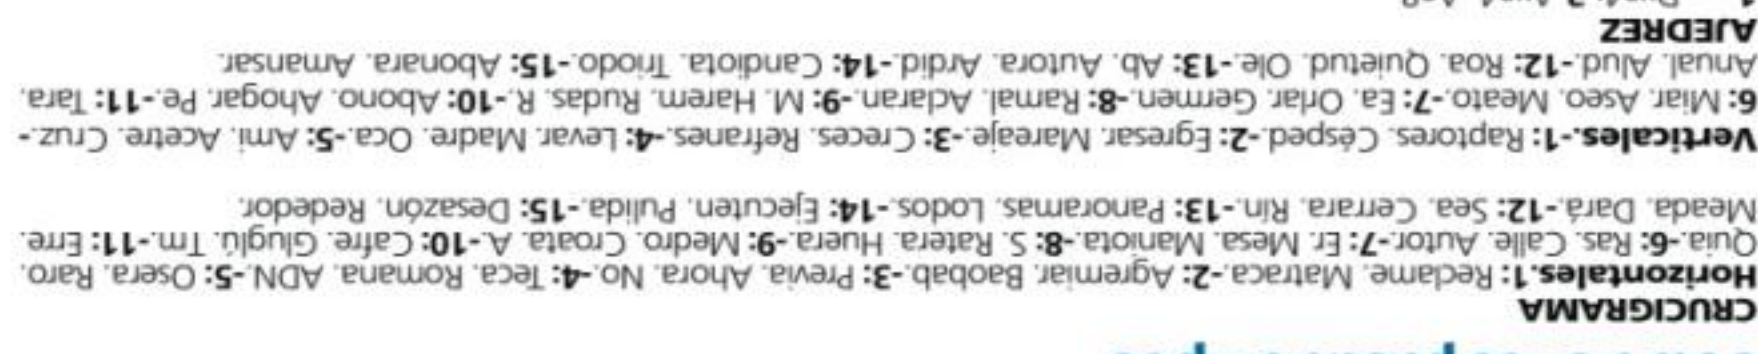 CRUCIGRAMA
Horizontales.1: Reclame. Matraca.-2: Agremiar. Baobab.-3: Previa. Ahora. No.-4: Teca. Romana. ADN.-5: Osera. Raro.
Quia.-6: Ras. Calle. Autor.-7: Er. Mesa. Maniota.-8: S. Ratera. Huera.-9: Medro. Croata. A.-10: Cafre. Gluglú. Tm.-11: Erre.
Meada. Dará.-12: Sea. Cerrara. Rin.-13: Panoramas. Lodos.-14: Ejecuten. Pulida.-15: Desazón. Rededor.
Verticales.-1: Raptores. Césped.-2: Egresar. Mareaje.-3: Creces. Refranes.-4: Levar. Madre. Oca.-5: Ami. Acetre. Cruz.-
6: Miar. Aseo. Meato.-7: Ea. Orlar. Germen.-8: Ramal. Aclaran.-9: M. Harem. Rudas. R.-10: Abono. Ahogar. Pe.-11: Tara.
Anual. Alud.-12: Roa. Quietud. Ole.-13: Ab. Autora. Ardid.-14: Candiota. Triodo.-15: Abonara. Amansar.
AJEDREZ